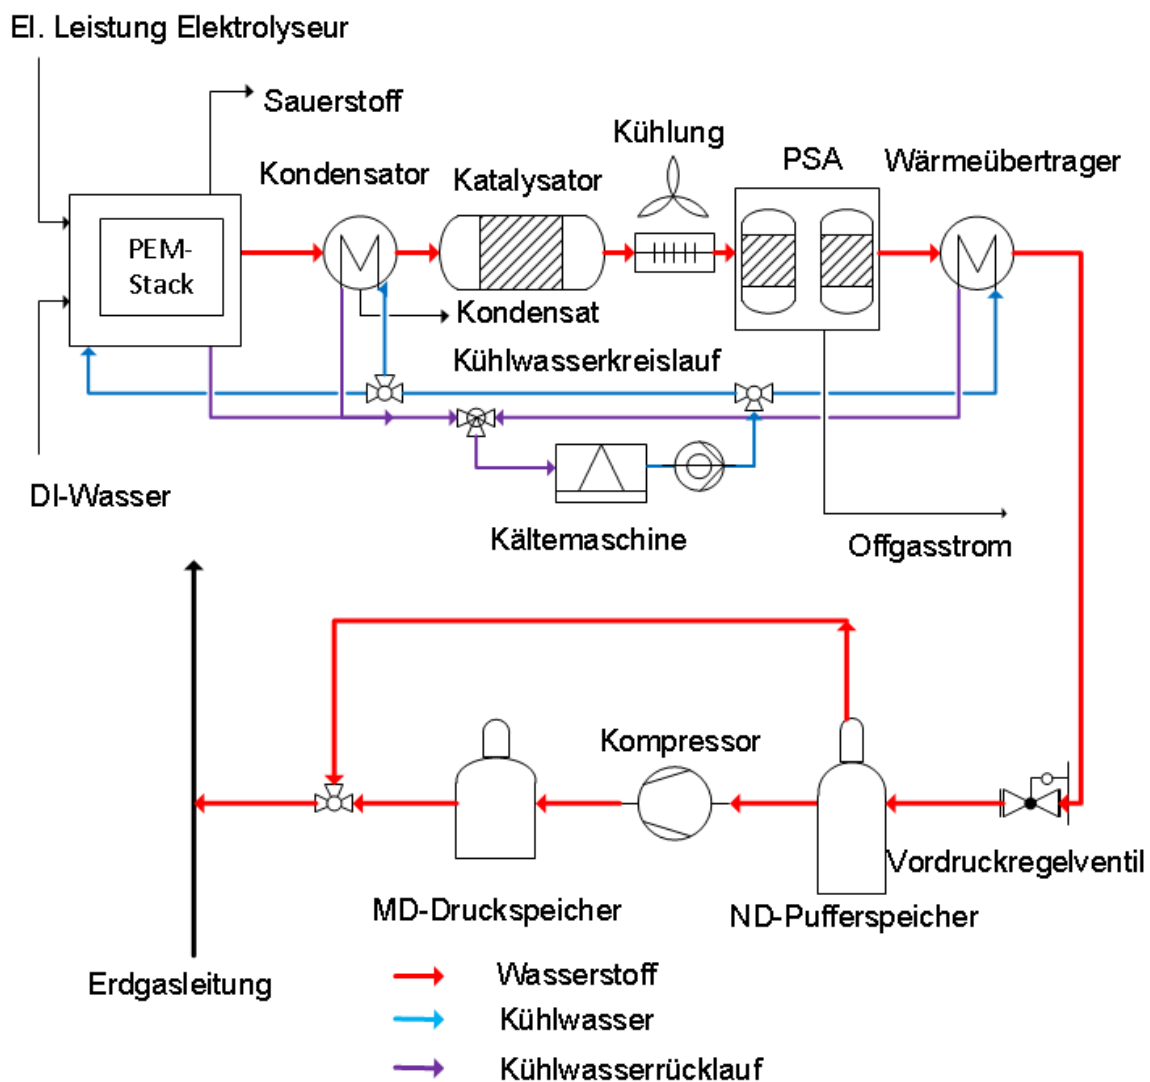 El. Leistung Elektrolyseur
Sauerstoff
Kühlung
PSA
Wärmeübertrager
Kondensator
Katalysator
PEM-
Stack
Kondensat
Kühlwasserkreislauf
DI-Wasser
Kältemaschine
Offgasstrom
Kompressor
Vordruckregelventil
MD-Druckspeicher
ND-Pufferspeicher
Erdgasleitung
Wasserstoff
Kühlwasser
Kühlwasserrücklauf